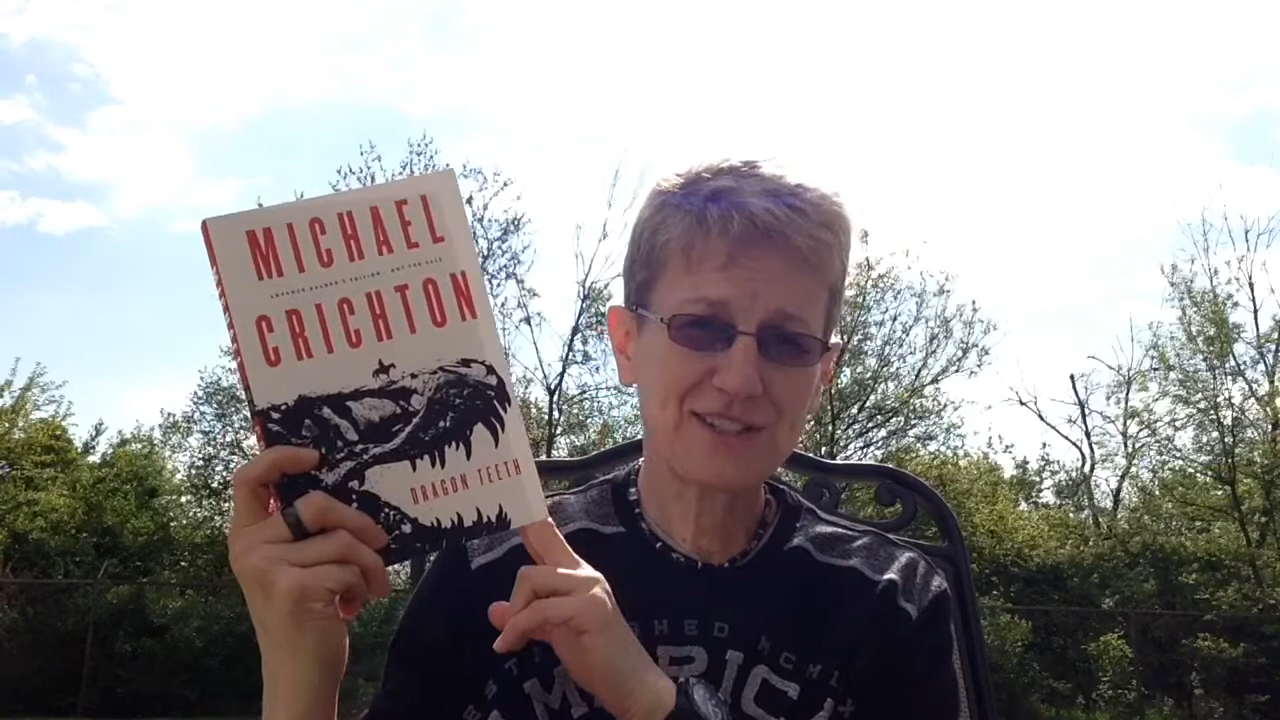 MICHAEL
ADVANCE READER'S EDITION - NOT FOR SALE
CRICHTON
DRAGON TEETH